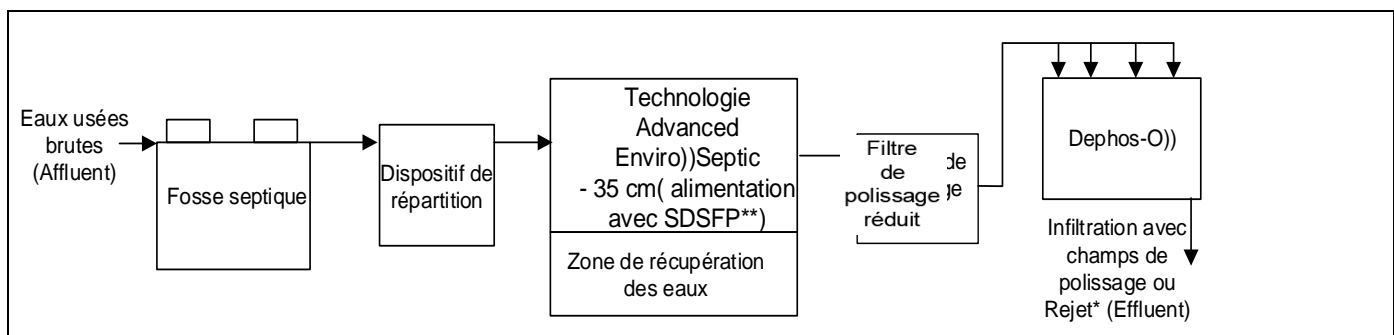 Eaux usées
brutes
(Affluent)
Fosse septique
Dispositif de
répartition
Technologie
Advanced
Enviro))Septic
- 35 cm( alimentation
avec SDSFP**)
Zone de récupération
des eaux
Filtre
de
polissage
réduit
Dephos-O))
Infiltration avec
champs de
polissage ou
Rejet* (Effluent)